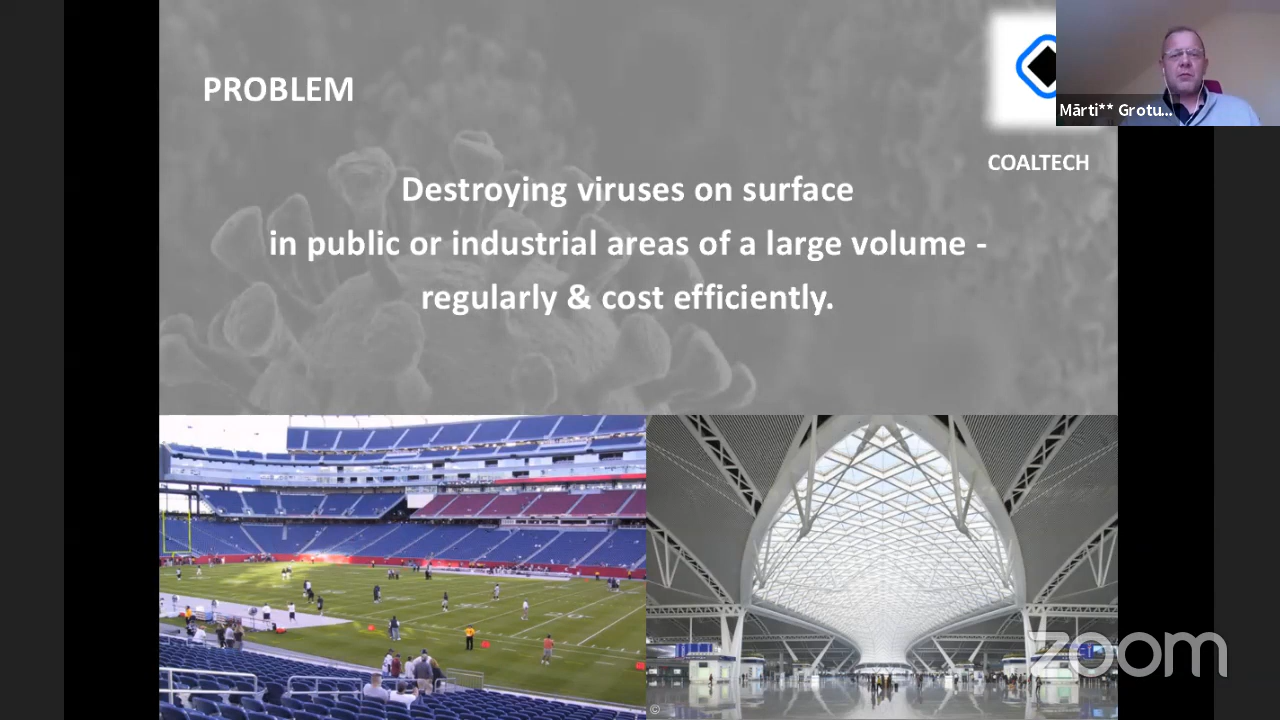 PROBLEM
Mārti** Grotu...
COALTECH
Destroying viruses on surface
in public or industrial areas of a large volume -
regularly & cost efficiently.
zoom
©